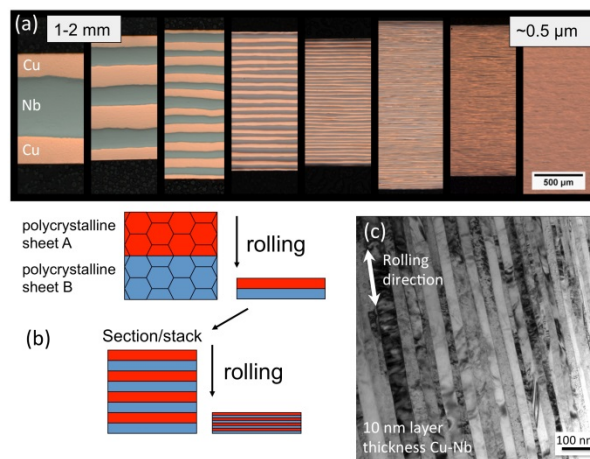 (a)
1-2 mm
~0.5 µm
Cu
Nb
Cu
500 µm
polycrystalline
sheet A
rolling
polycrystalline
sheet B
(b)
Section/stack
rolling
(c)
Rolling
direction
10 nm layer
thickness Cu-Nb
100 nm